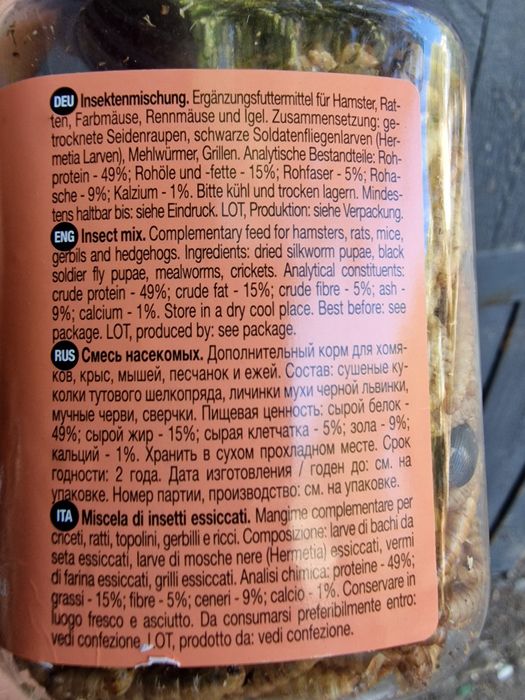 DEU Insektenmischung. Ergänzungsfuttermittel für Hamster, Rat-
ten, Farbmäuse, Rennmäuse und Igel. Zusammensetzung: ge-
trocknete Seidenraupen, schwarze Soldatenfliegenlarven (Her-
metia Larven), Mehlwürmer, Grillen. Analytische Bestandteile: Roh-
protein - 49%; Rohöle und -fette - 15%; Rohfaser - 5%; Roha-
sche - 9%; Kalzium - 1%. Bitte kühl und trocken lagern. Mindes-
tens haltbar bis: siehe Eindruck. LOT, Produktion: siehe Verpackung.
ENG Insect mix. Complementary feed for hamsters, rats, mice,
gerbils and hedgehogs. Ingredients: dried silkworm pupae, black
soldier fly pupae, mealworms, crickets. Analytical constituents:
crude protein - 49%; crude fat - 15%; crude fibre - 5%; ash -
9%; calcium - 1%. Store in a dry cool place. Best before: see
package. LOT, produced by: see package.
RUS Смесь насекомых. Дополнительный корм для хомя-
ков, крыс, мышей, песчанок и ежей. Состав: сушеные ку-
колки тутового шелкопряда, личинки мухи черной львинки,
мучные черви, сверчки. Пищевая ценность: сырой белок -
49%; сырой жир - 15%; сырая клетчатка - 5%; зола - 9%;
кальций - 1%. Хранить в сухом прохладном месте. Срок
годности: 2 года. Дата изготовления / годен до: см. на
упаковке. Номер партии, производство: см. на упаковке.
ITA Miscela di insetti essiccati. Mangime complementare per
criceti, ratti, topolini, gerbilli e ricci. Composizione: larve di bachi da
seta essiccati, larve di mosche nere (Hermetia) essiccati, vermi
di farina essiccati, grilli essiccati. Analisi chimica: proteine - 49%;
grassi - 15%; fibre - 5%; ceneri - 9%; calcio - 1%. Conservare in
luogo fresco e asciutto. Da consumarsi preferibilmente entro:
vedi confezione. LOT, prodotto da: vedi confezione.